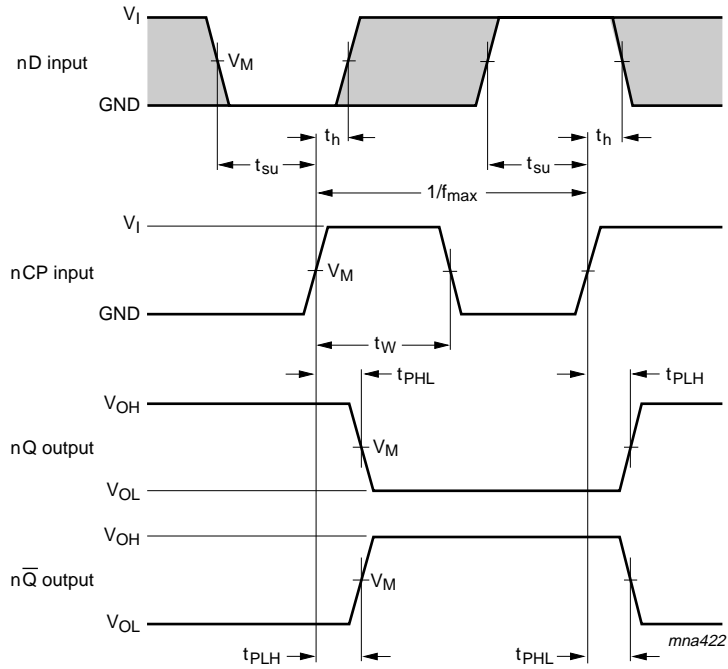 V_I
nD input
V_M
GND
t_h
t_h
t_su
t_su
1/f_max
V_I
nCP input
V_M
GND
t_W
t_PHL
t_PLH
V_OH
nQ output
V_M
V_OL
V_OH
nQ̅ output
V_M
V_OL
mna422
t_PLH
t_PHL